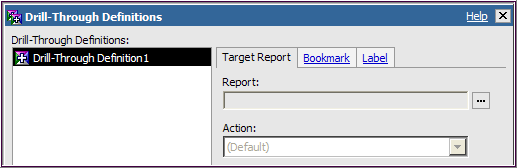 Drill-Through Definitions
Help
Drill-Through Definitions:
Drill-Through Definition1
Target Report
Bookmark
Label
Report:
...
Action:
(Default)